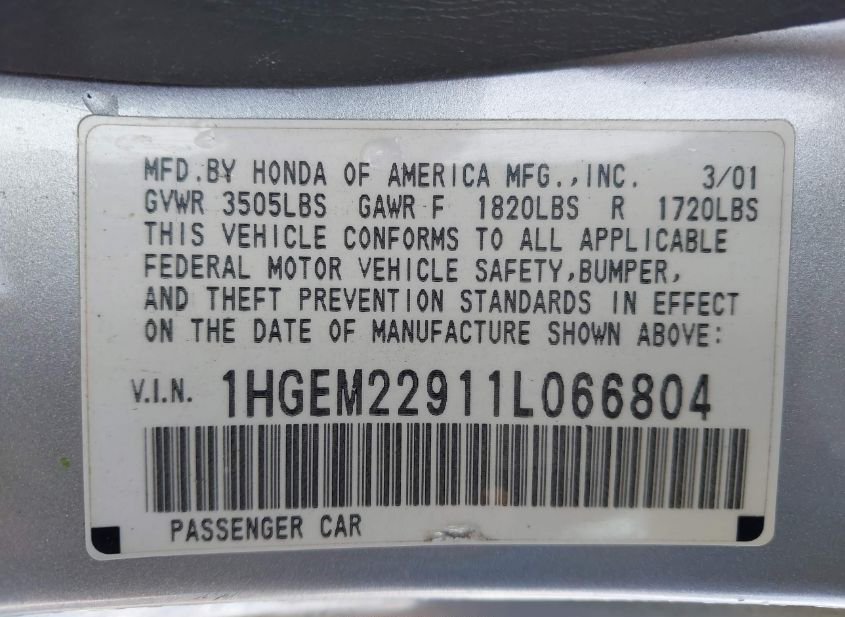 MFD.BY HONDA OF AMERICA MFG.,INC. 3/01
GVWR 3505LBS GAWR F 1820LBS R 1720LBS
THIS VEHICLE CONFORMS TO ALL APPLICABLE
FEDERAL MOTOR VEHICLE SAFETY,BUMPER,
AND THEFT PREVENTION STANDARDS IN EFFECT
ON THE DATE OF MANUFACTURE SHOWN ABOVE:
V.I.N. 1HGEM22911L066804
PASSENGER CAR